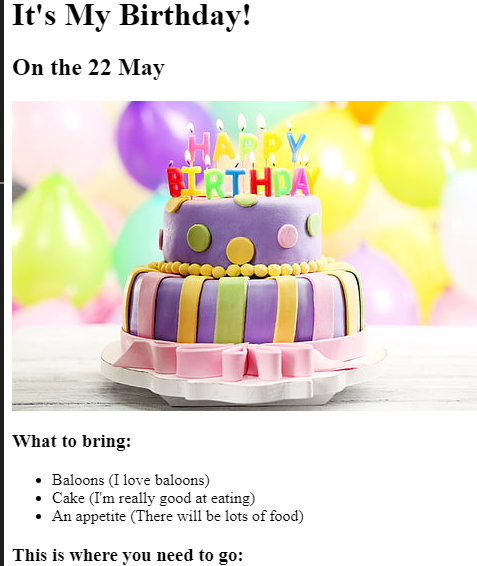 It's My Birthday!
On the 22 May
HAPPY
BIRTHDAY
What to bring:
Baloons (I love baloons)
Cake (I'm really good at eating)
An appetite (There will be lots of food)
This is where you need to go: